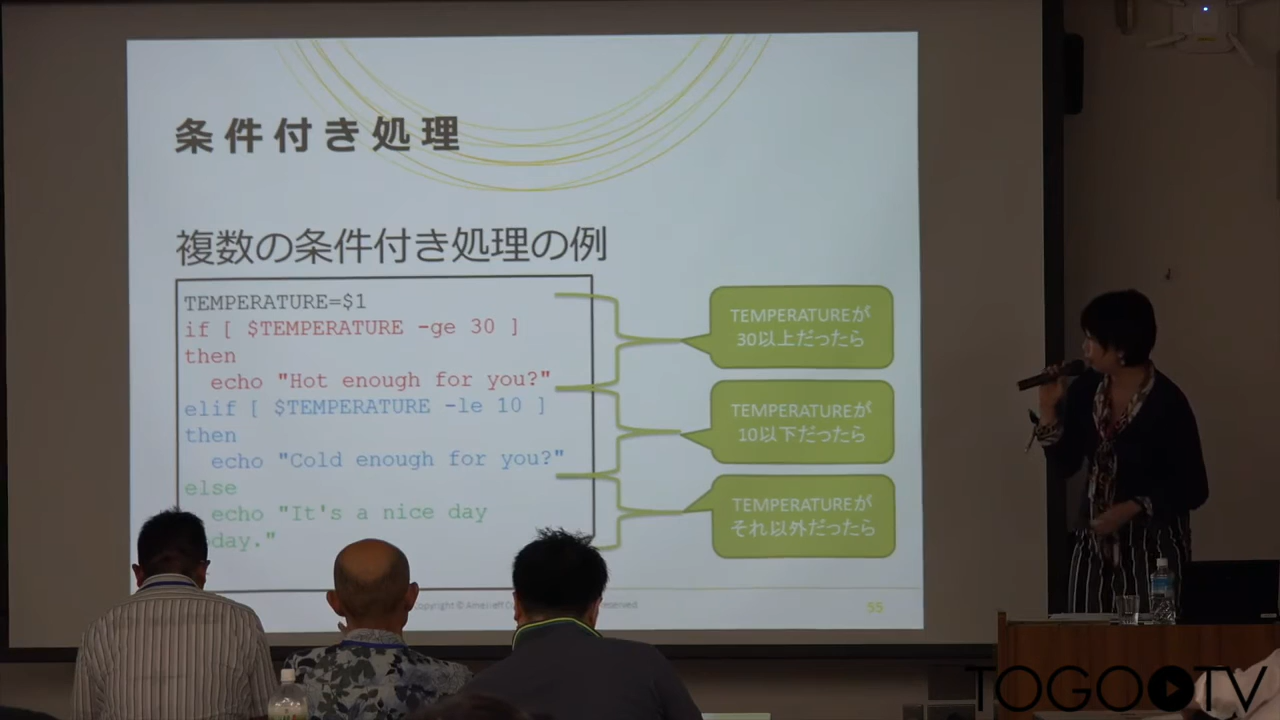 条件付き処理
複数の条件付き処理の例
TEMPERATURE=$1
if [ $TEMPERATURE -ge 30 ]
then
echo "Hot enough for you?"
elif [ $TEMPERATURE -le 10 ]
then
echo "Cold enough for you?"
else
echo "It's a nice day
day."
TEMPERATUREが
30以上だったら
TEMPERATUREが
10以下だったら
TEMPERATUREが
それ以外だったら
55
TOGOTV